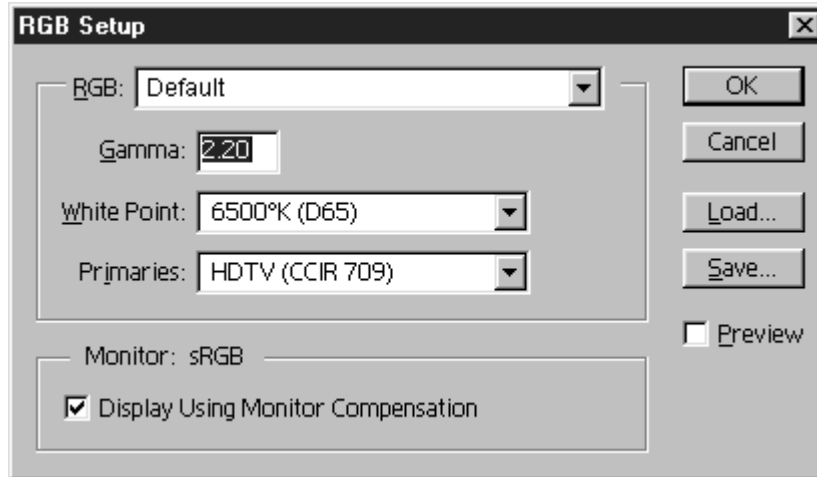 RGB Setup
RGB: Default
Gamma: 2.20
White Point: 6500°K (D65)
Primaries: HDTV (CCIR 709)
Monitor: sRGB
Display Using Monitor Compensation
OK
Cancel
Load...
Save...
Preview